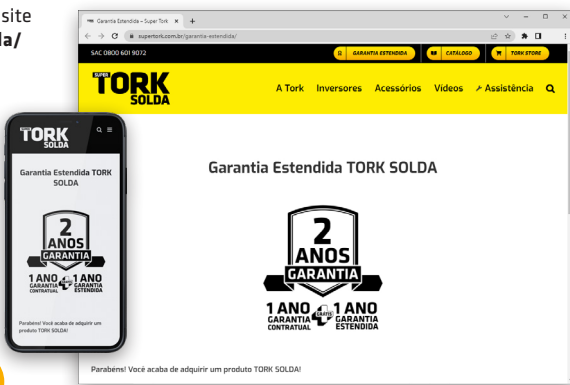 site
da/
Garantia Estendida – Super Tork
supertork.com.br/garantia-estendida/
SAC 0800 601 9072
GARANTIA ESTENDIDA
CATÁLOGO
TORK STORE
SUPER
TORK
SOLDA
A Tork
Inversores
Acessórios
Vídeos
Assistência
Garantia Estendida TORK SOLDA
2
ANOS
GARANTIA
1 ANO
GARANTIA
CONTRATUAL
GRÁTIS
1 ANO
GARANTIA
ESTENDIDA
Parabéns! Você acaba de adquirir um produto TORK SOLDA!
TORK
SOLDA
Garantia Estendida TORK
SOLDA
2
ANOS
GARANTIA
1 ANO
GARANTIA
CONTRATUAL
1 ANO
GARANTIA
ESTENDIDA
Parabéns! Você acaba de adquirir um
produto TORK SOLDA!